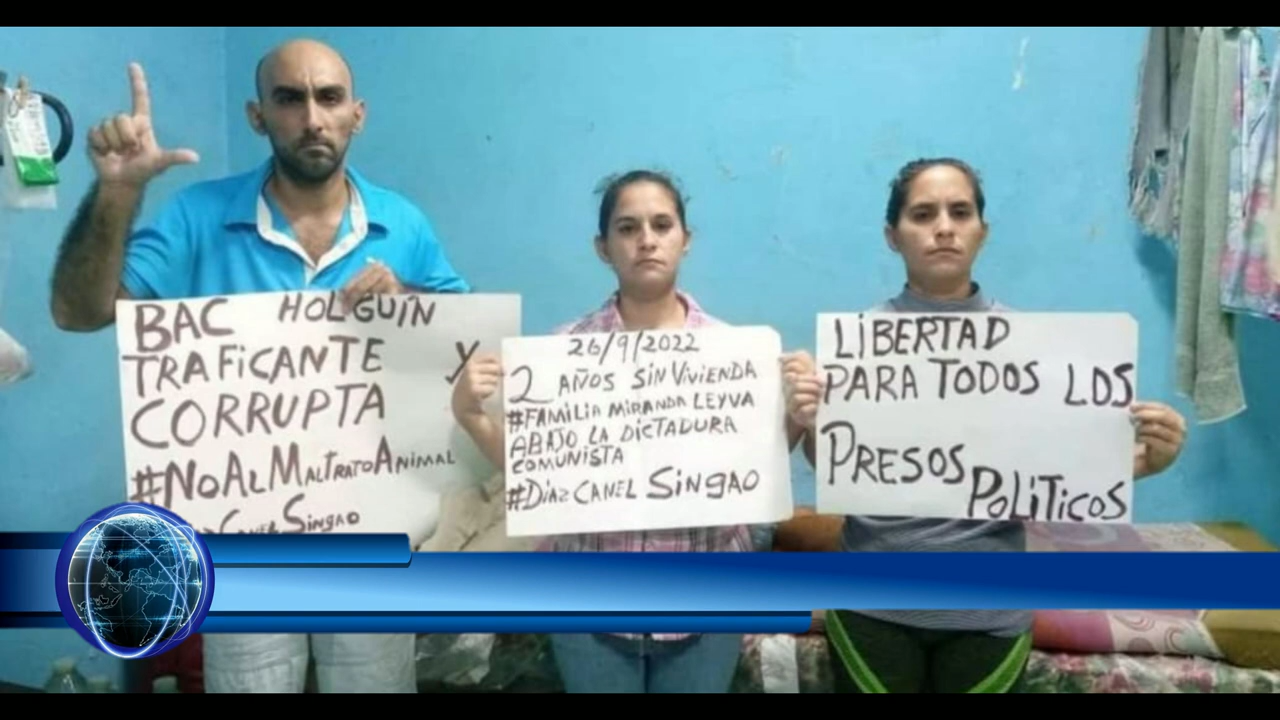 BAC HOLGUÍN
TRAFiCANTE Y
CORRUPTA
#NOALMALTRATOANIMAL
CANEL SINGAO
26/9/2022
2 AÑOS SIN VIVIENDA
#FAMILIA MIRANDA LEYVA
ABAJO LA DICTADURA
COMUNISTA
#DIAZ CANEL SINGAO
LIBERTAD
PARA TODOS LOS
PRESOS
POLíTICOS